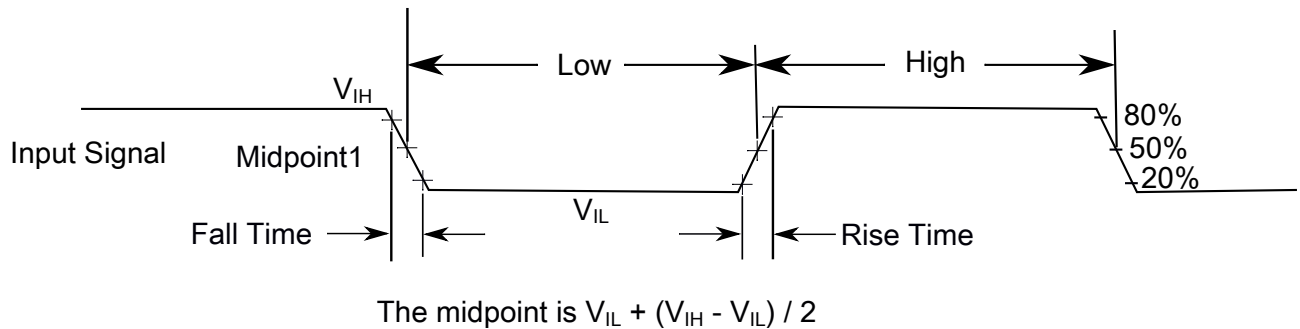 Low
High
V_IH
80%
Input Signal
Midpoint1
50%
20%
V_IL
Fall Time
Rise Time
The midpoint is V_IL + (V_IH - V_IL) / 2